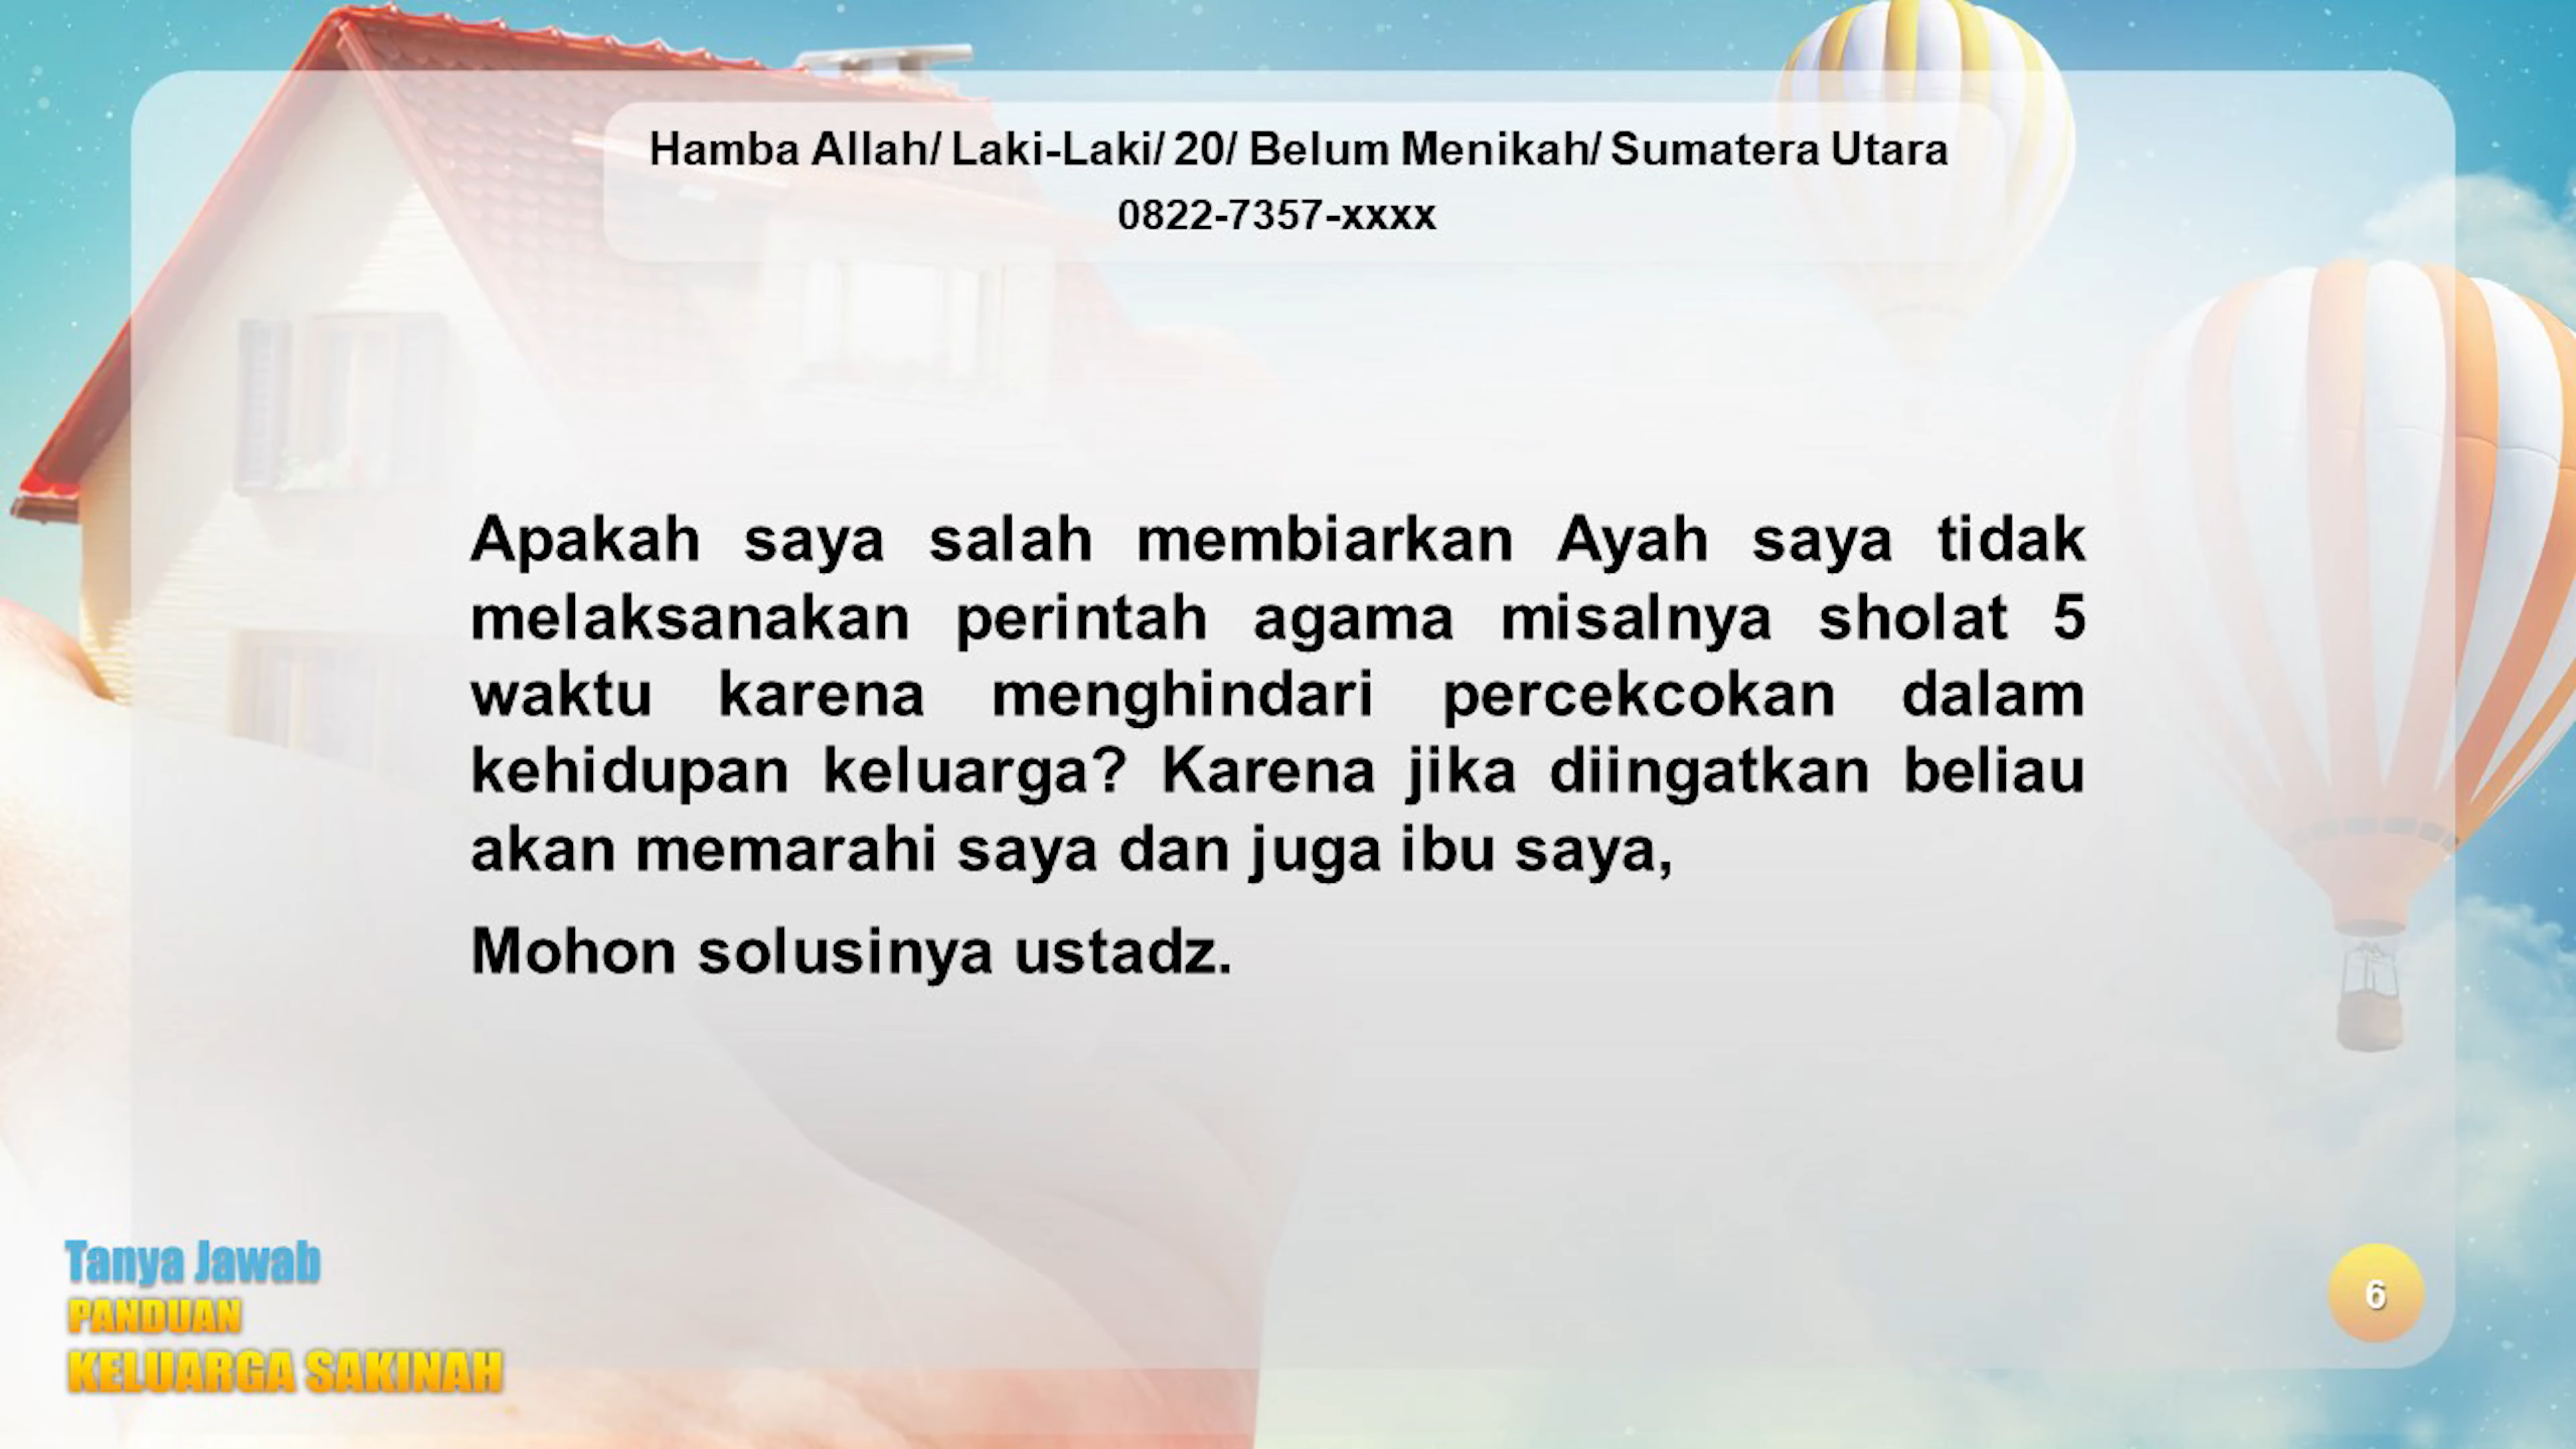 Hamba Allah/ Laki-Laki/ 20/ Belum Menikah/ Sumatera Utara
0822-7357-xxxx
Apakah saya salah membiarkan Ayah saya tidak
melaksanakan perintah agama misalnya sholat 5
waktu karena menghindari percekcokan dalam
kehidupan keluarga? Karena jika diingatkan beliau
akan memarahi saya dan juga ibu saya,
Mohon solusinya ustadz.
Tanya Jawab
PANDUAN
KELUARGA SAKINAH
6